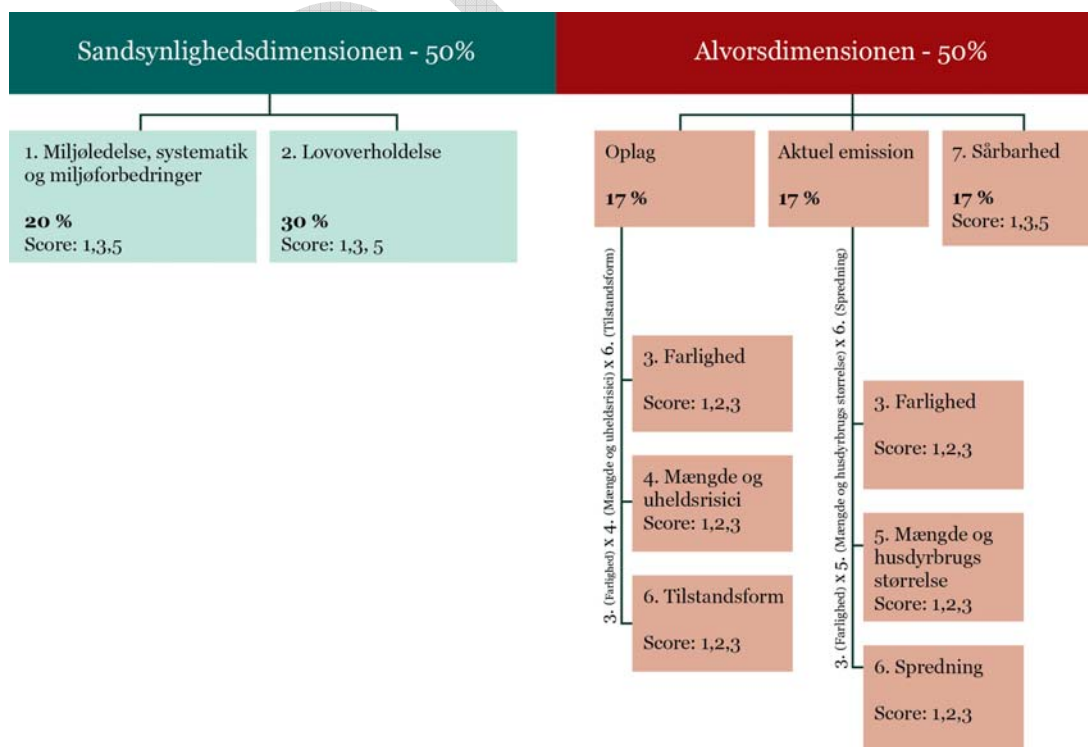 Sandsynlighedsdimensionen - 50%
Alvorsdimensionen - 50%
1. Miljøledelse, systematik
og miljøforbedringer
20 %
Score: 1,3,5
2. Lovoverholdelse
30 %
Score: 1,3, 5
Oplag
17 %
Aktuel emission
17 %
7. Sårbarhed
17 %
Score: 1,3,5
3. (Farlighed) x 4. (Mængde og uheldsrisici) x 6. (Tilstandsform)
3. Farlighed
Score: 1,2,3
4. Mængde og
uheldsrisici
Score: 1,2,3
6. Tilstandsform
Score: 1,2,3
3. (Farlighed) x 5. (Mængde og husdyrbrugs størrelse) x 6. (Spredning)
3. Farlighed
Score: 1,2,3
5. Mængde og
husdyrbrugs
størrelse
Score: 1,2,3
6. Spredning
Score: 1,2,3